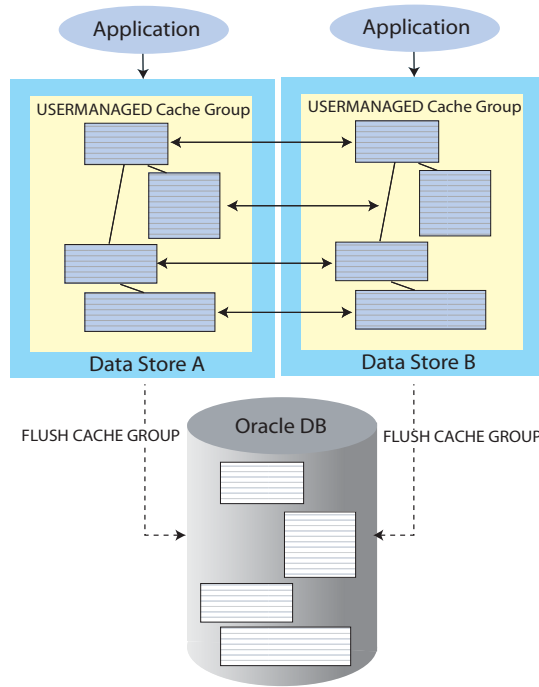 Application
Application
USERMANAGED Cache Group
USERMANAGED Cache Group
Data Store A
Data Store B
FLUSH CACHE GROUP
Oracle DB
FLUSH CACHE GROUP